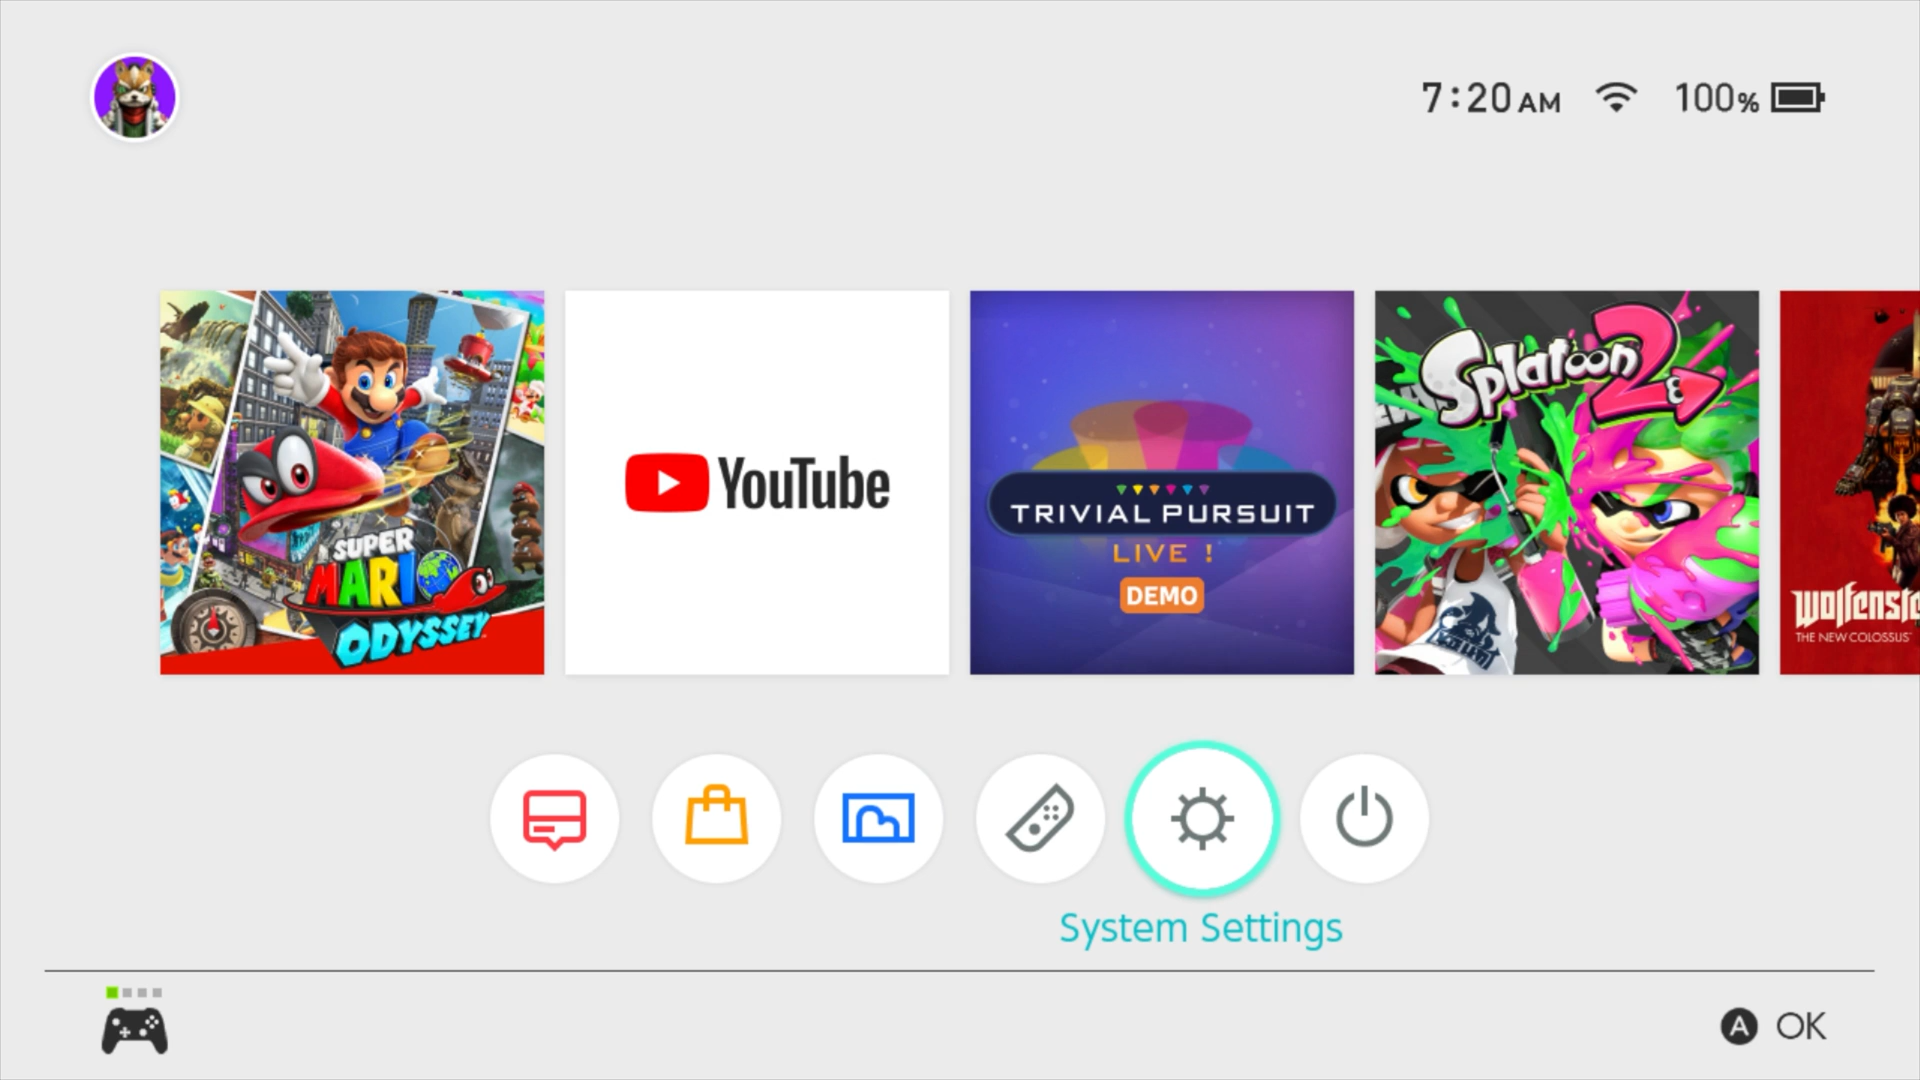 7:20 AM 100%
SUPER
MARIO
ODYSSEY
YouTube
TRIVIAL PURSUIT
LIVE !
DEMO
Splatoon 2
THE NEW COLOSSUS
System Settings
A OK